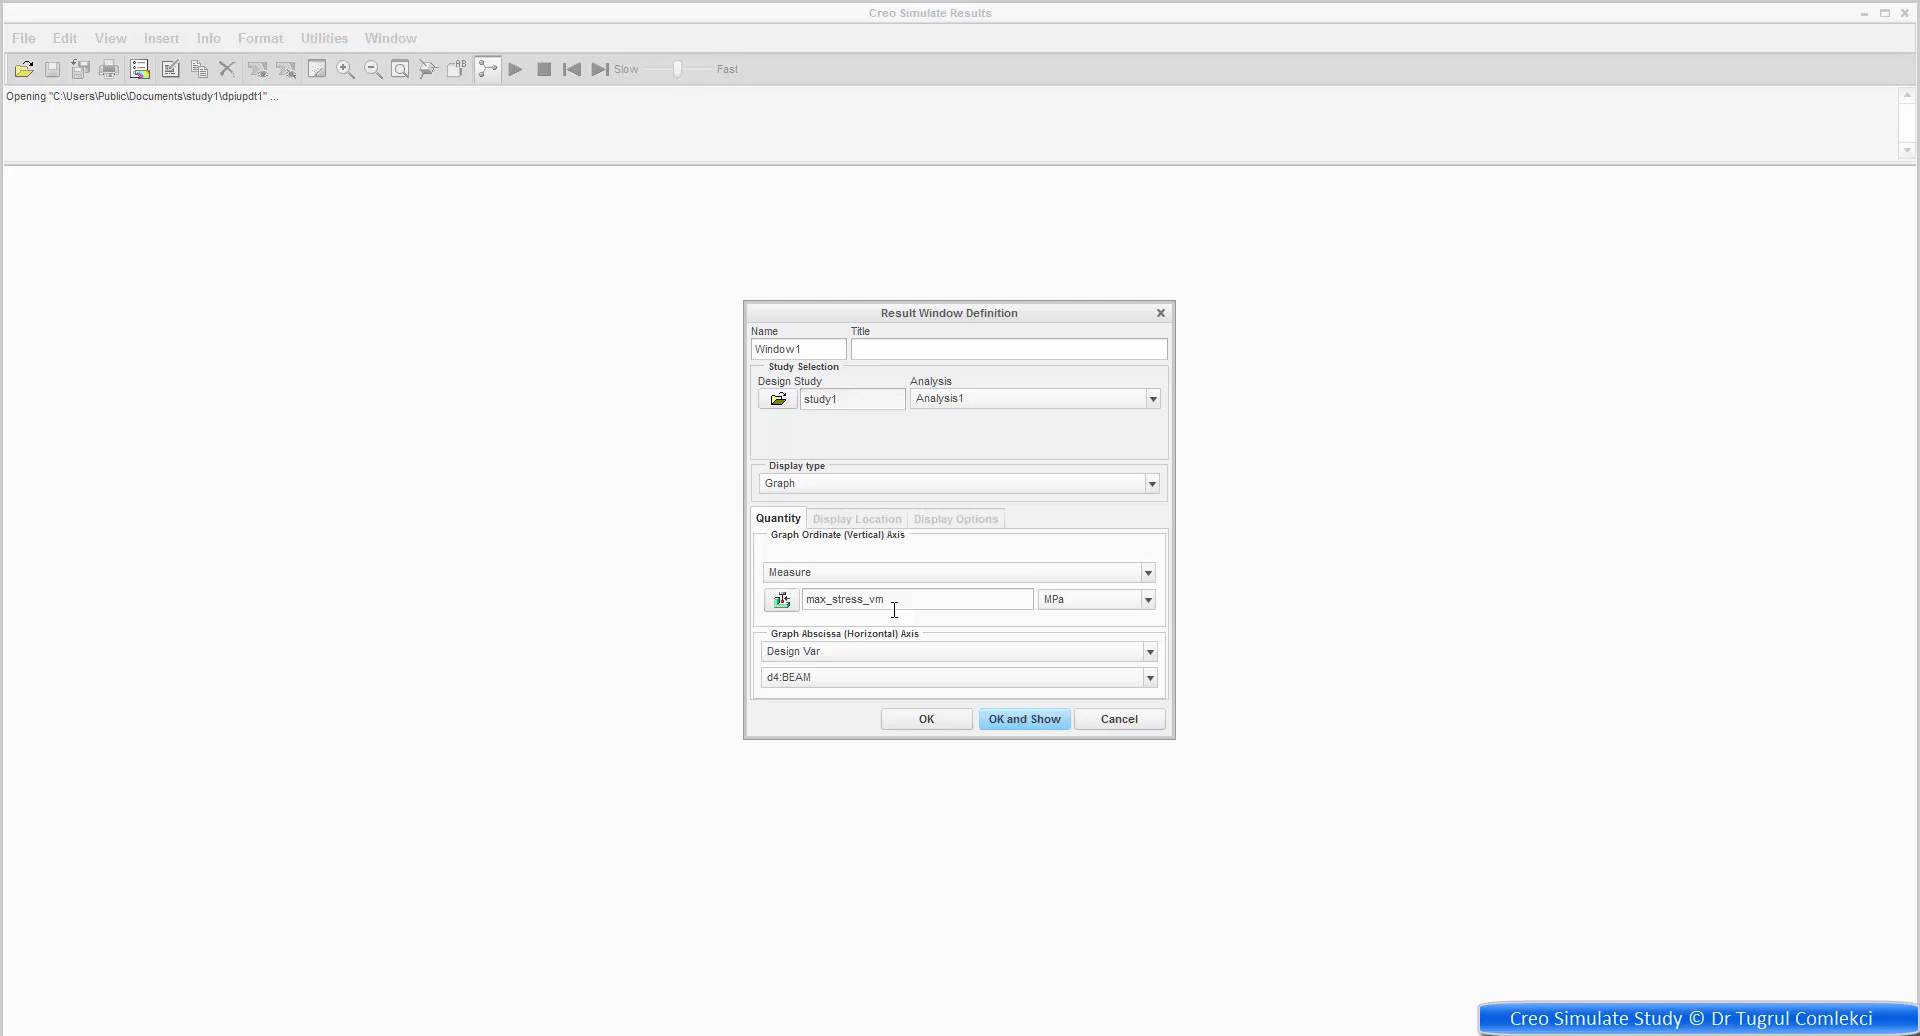 Creo Simulate Results
File Edit View Insert Info Format Utilities Window
Slow Fast
Opening "C:\Users\Public\Documents\study1\dpiupdt1" ...
Result Window Definition
Name Title
Window1
Study Selection
Design Study Analysis
study1 Analysis1
Display type
Graph
Quantity Display Location Display Options
Graph Ordinate (Vertical) Axis
Measure
max_stress_vm MPa
Graph Abscissa (Horizontal) Axis
Design Var
d4:BEAM
OK OK and Show Cancel
Creo Simulate Study © Dr Tugrul Comlekci